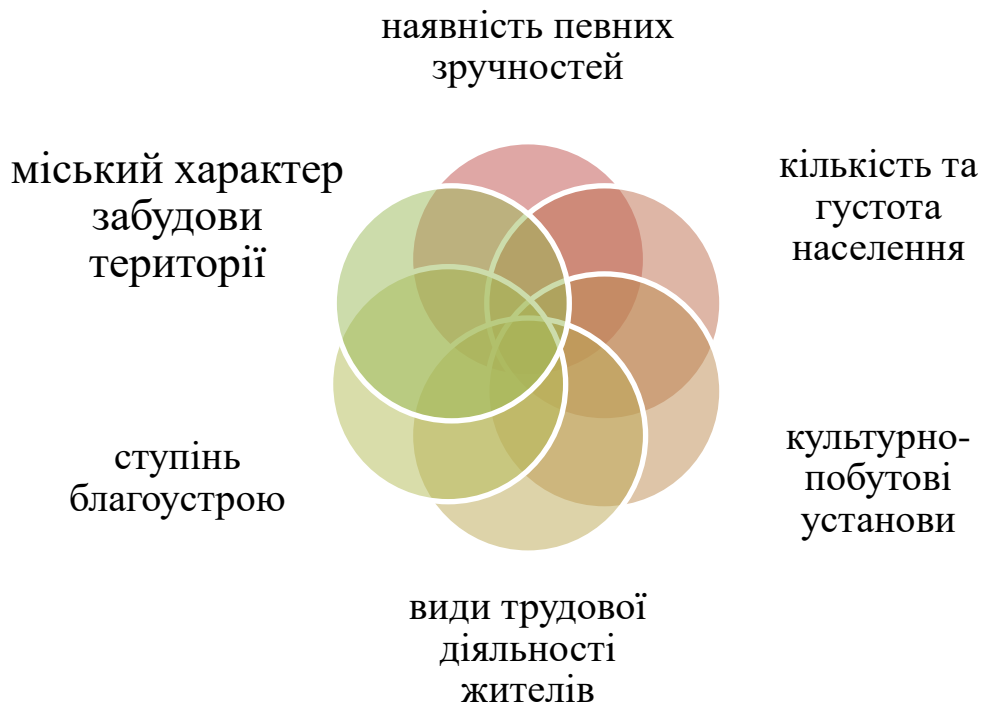 наявність певних
зручностей
кількість та
густота
населення
культурно-
побутові
установи
види трудової
діяльності
жителів
ступінь
благоустрою
міський характер
забудови
території